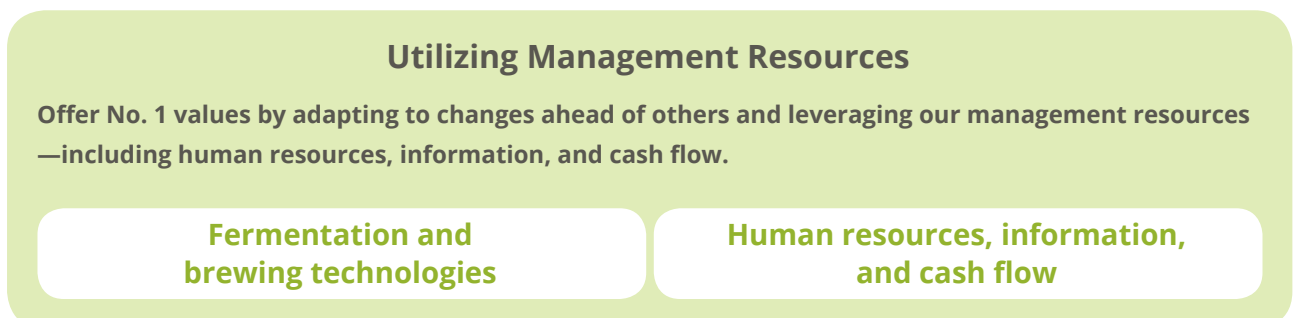 Utilizing Management Resources
Offer No. 1 values by adapting to changes ahead of others and leveraging our management resources
—including human resources, information, and cash flow.
Fermentation and
brewing technologies
Human resources, information,
and cash flow